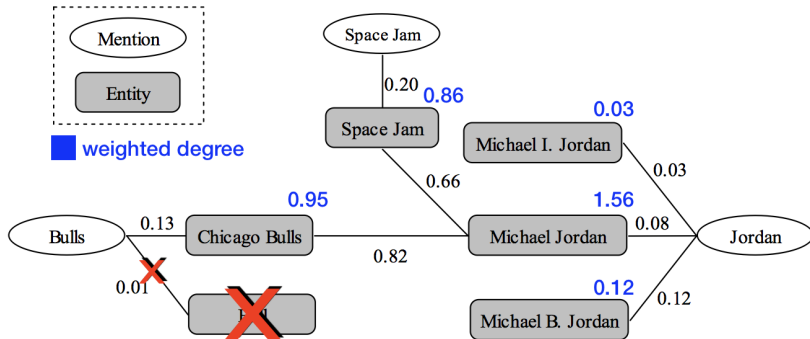 Mention
Space Jam
Entity
0.20
0.86
0.03
weighted degree
Space Jam
Michael I. Jordan
0.66
0.03
0.95
1.56
Bulls
0.13
Chicago Bulls
0.82
Michael Jordan
0.08
Jordan
0.01
0.12
0.12
Michael B. Jordan